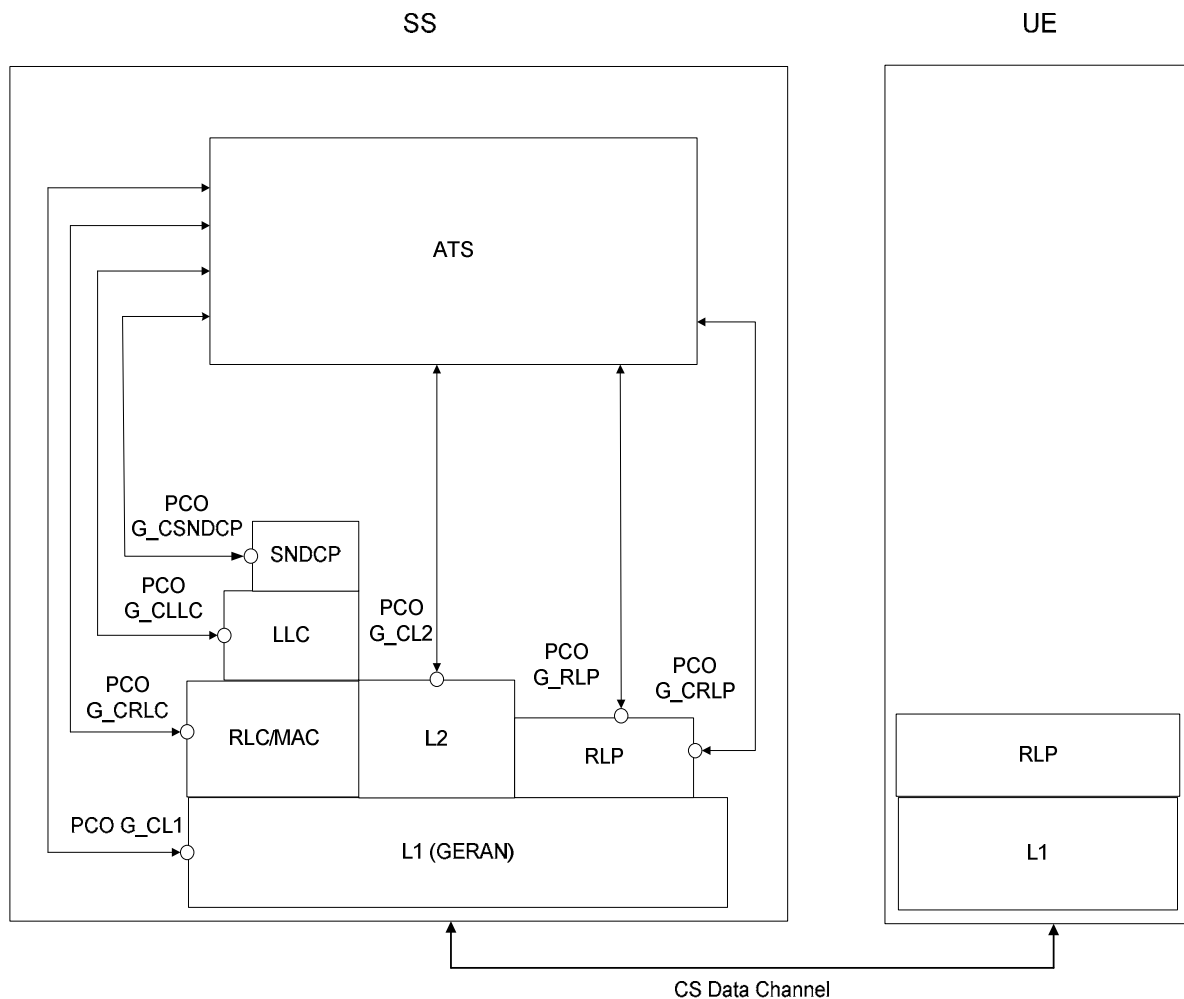 SS
UE
ATS
PCO
G_CSNDCP
SNDCP
PCO
G_CLLC
LLC
PCO
G_CL2
PCO
G_RLP
PCO
G_CRLP
PCO
G_CRLC
RLC/MAC
L2
RLP
RLP
PCO G_CL1
L1 (GERAN)
L1
CS Data Channel